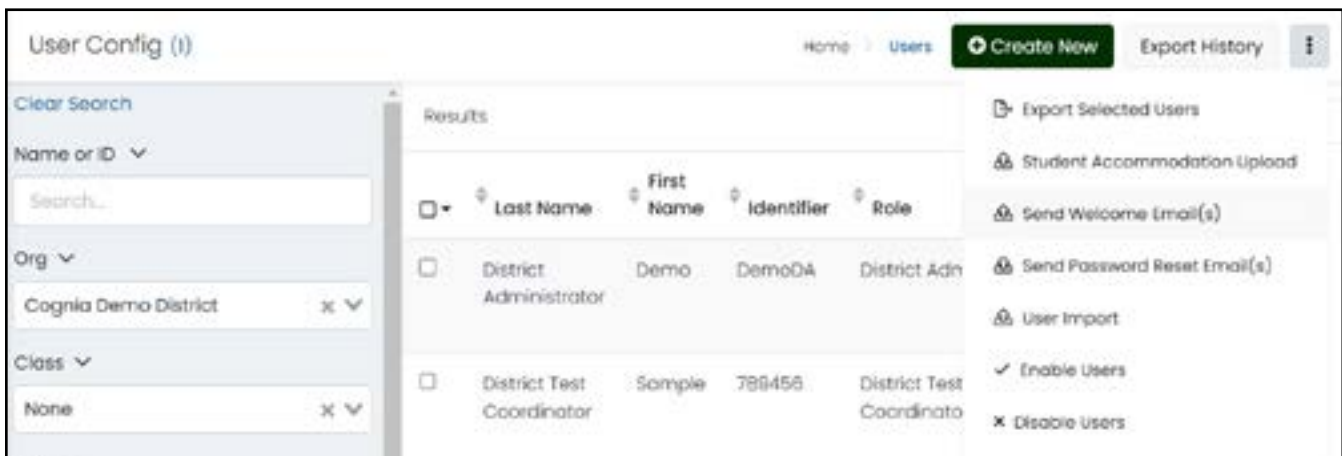 User Config (1)
Home Users Create New Export History
Clear Search
Name or ID
Search...
Org
Cognia Demo District
Class
None
Results
Last Name First Name Identifier Role
District Administrator Demo DemoDA District Adm
District Test Coordinator Sample 789456 District Test Coordinato
Export Selected Users
Student Accommodation Upload
Send Welcome Email(s)
Send Password Reset Email(s)
User Import
Enable Users
Disable Users